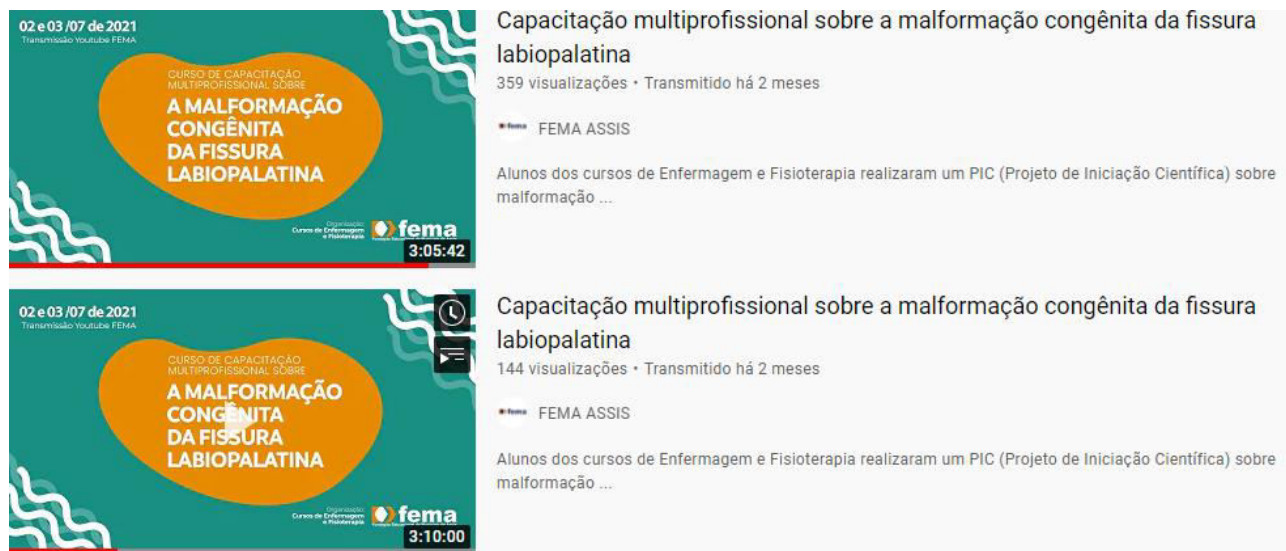 02 e 03 /07 de 2021
Transmissão Youtube FEMA
CURSO DE CAPACITAÇÃO
MULTIPROFISSIONAL SOBRE
A MALFORMAÇÃO
CONGÊNITA
DA FISSURA
LABIOPALATINA
Organização:
Cursos de Enfermagem
e Fisioterapia
fema
3:05:42
Capacitação multiprofissional sobre a malformação congênita da fissura
labiopalatina
359 visualizações • Transmitido há 2 meses
fema
FEMA ASSIS
Alunos dos cursos de Enfermagem e Fisioterapia realizaram um PIC (Projeto de Iniciação Científica) sobre
malformação ...
02 e 03 /07 de 2021
Transmissão Youtube FEMA
CURSO DE CAPACITAÇÃO
MULTIPROFISSIONAL SOBRE
A MALFORMAÇÃO
CONGÊNITA
DA FISSURA
LABIOPALATINA
Organização:
Cursos de Enfermagem
e Fisioterapia
fema
3:10:00
Capacitação multiprofissional sobre a malformação congênita da fissura
labiopalatina
144 visualizações • Transmitido há 2 meses
fema
FEMA ASSIS
Alunos dos cursos de Enfermagem e Fisioterapia realizaram um PIC (Projeto de Iniciação Científica) sobre
malformação ...